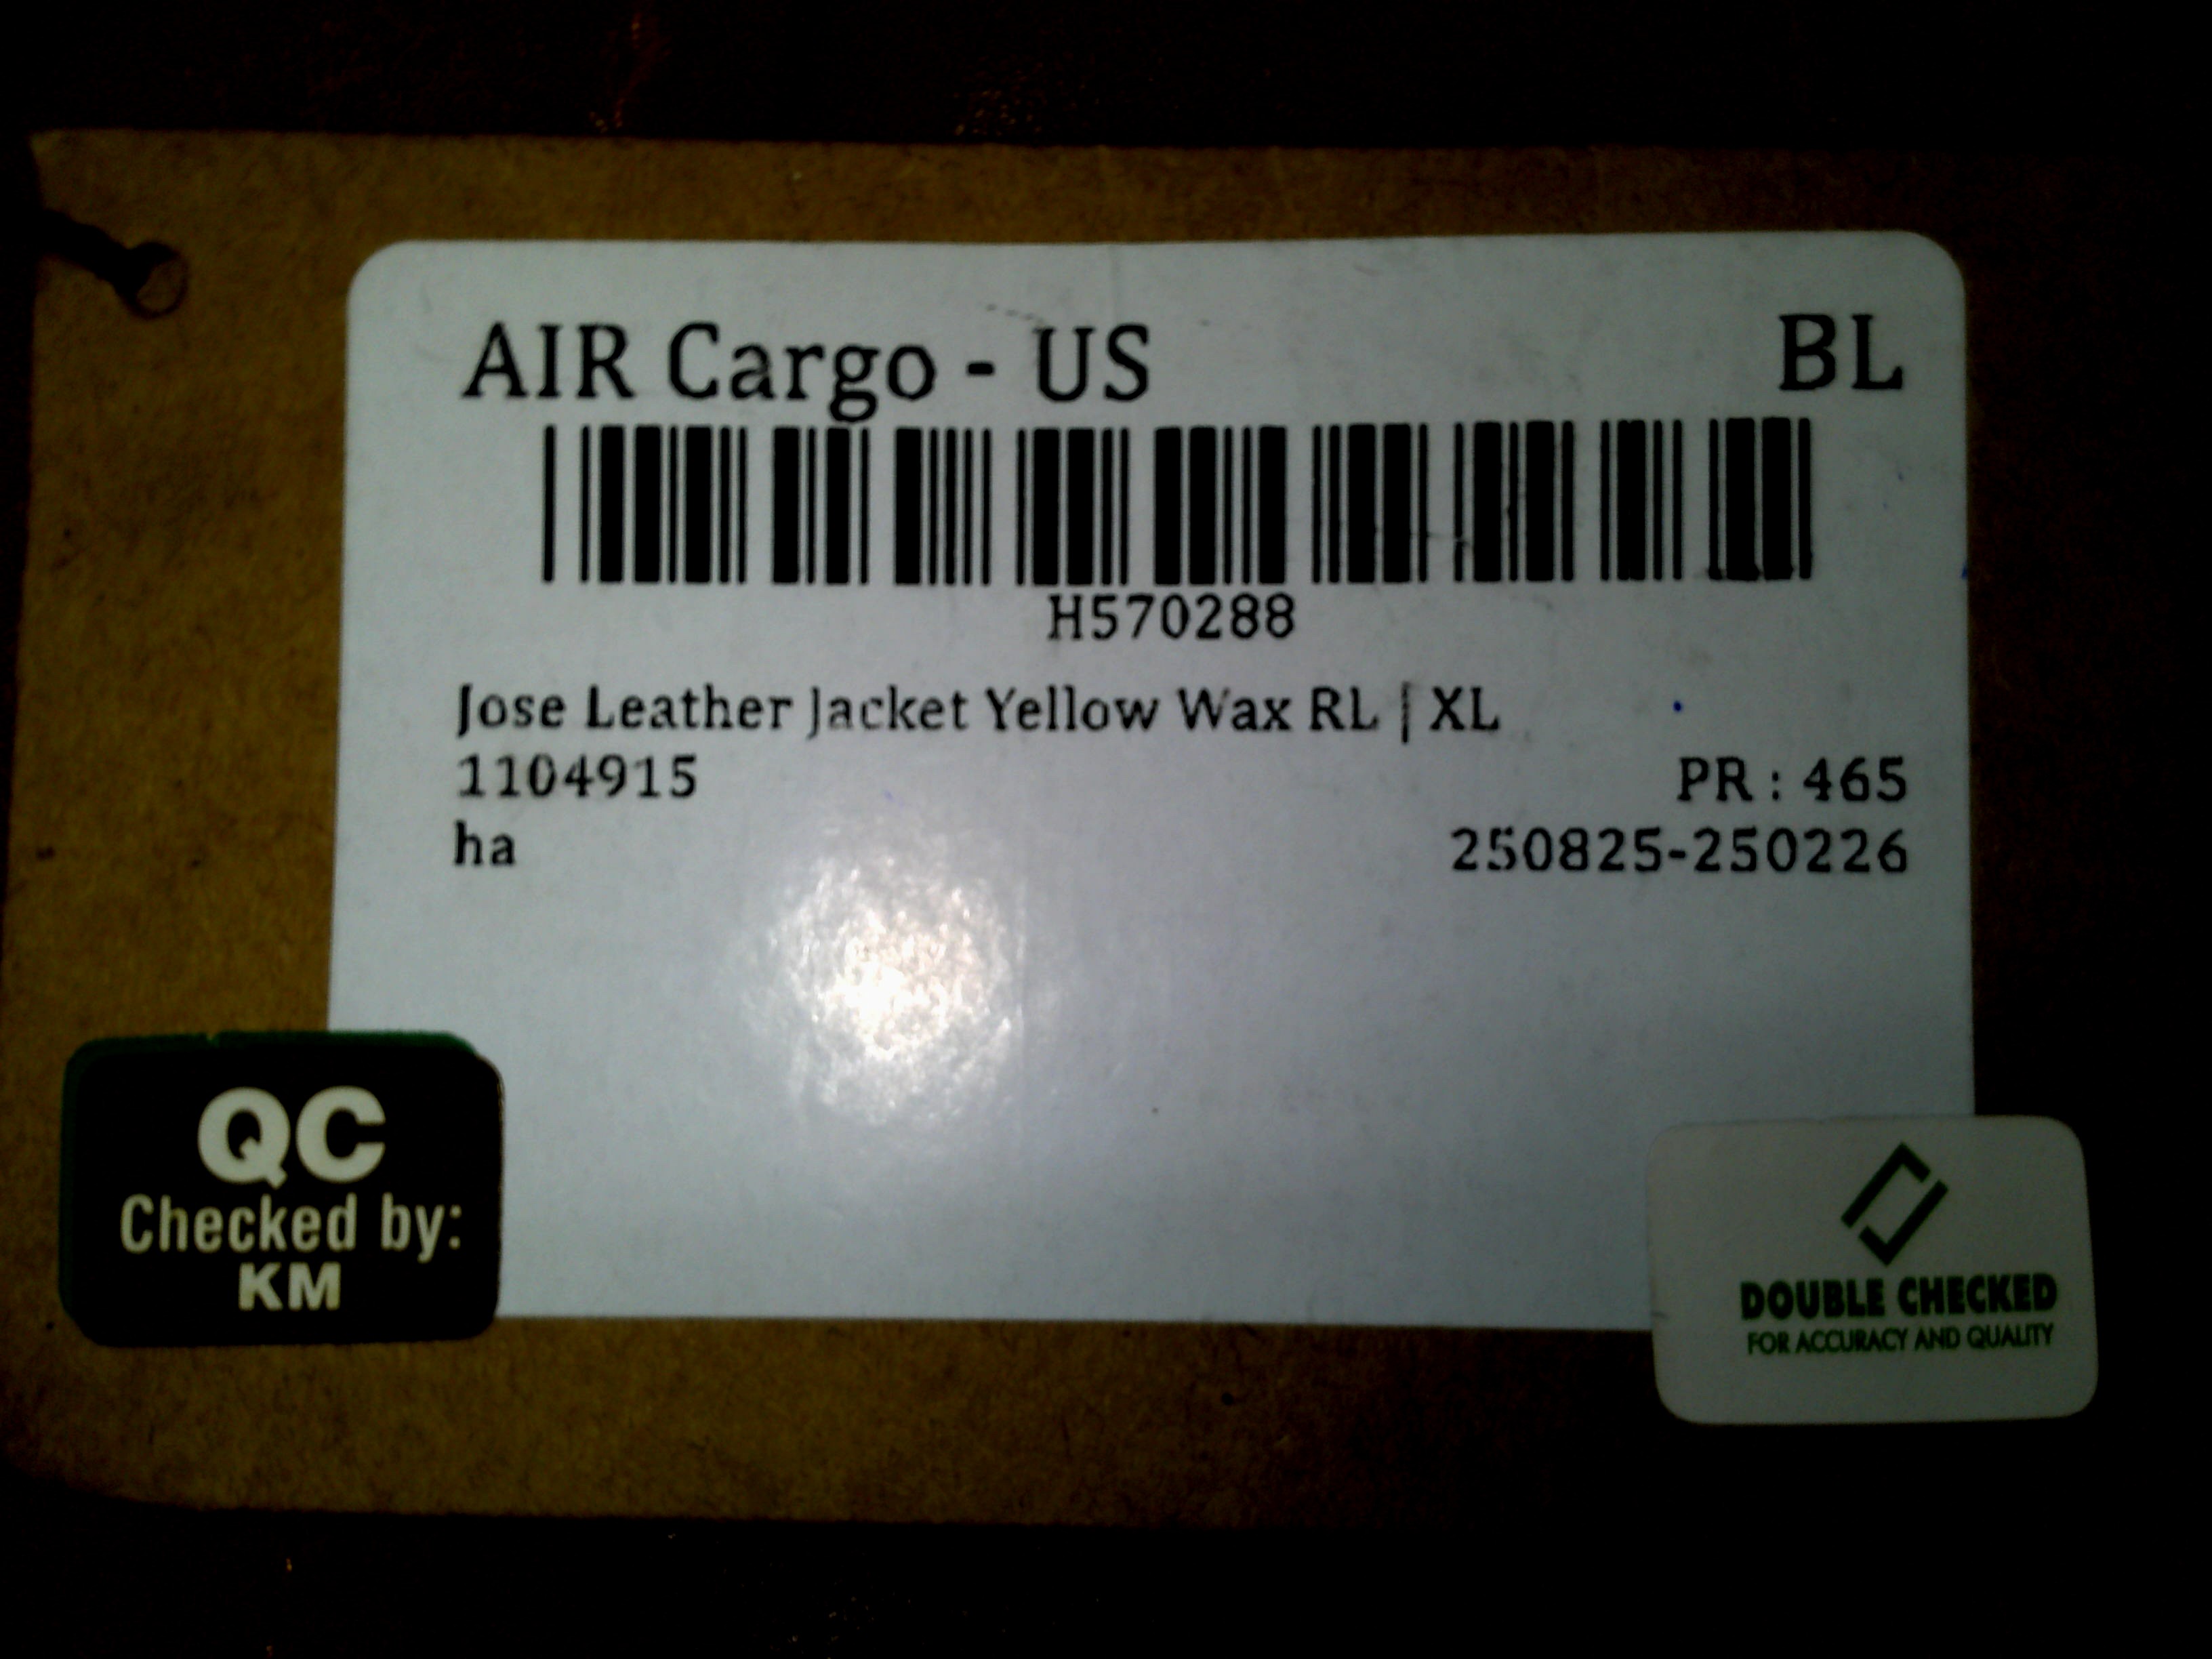 AIR Cargo - US BL
H570288
Jose Leather Jacket Yellow Wax RL | XL
1104915 PR : 465
ha 250825-250226
QC
Checked by:
KM
DOUBLE CHECKED
FOR ACCURACY AND QUALITY